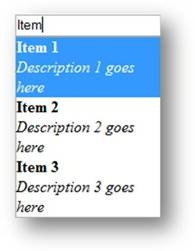 Item
Item 1
Description 1 goes
here
Item 2
Description 2 goes
here
Item 3
Description 3 goes
here